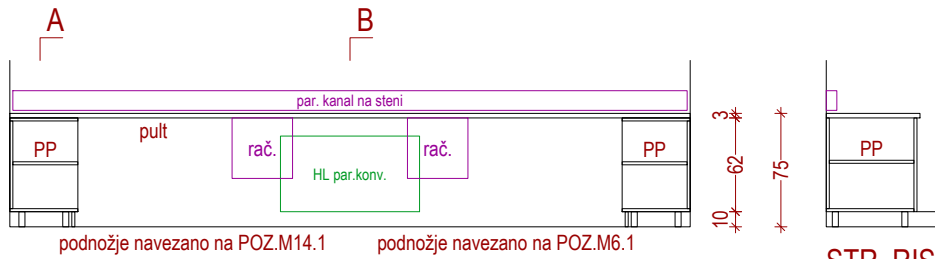 A
B
par. kanal na steni
pult
PP
rač.
rač.
PP
HL par.konv.
3
62
75
10
PP
podnožje navezano na POZ.M14.1
podnožje navezano na POZ.M6.1